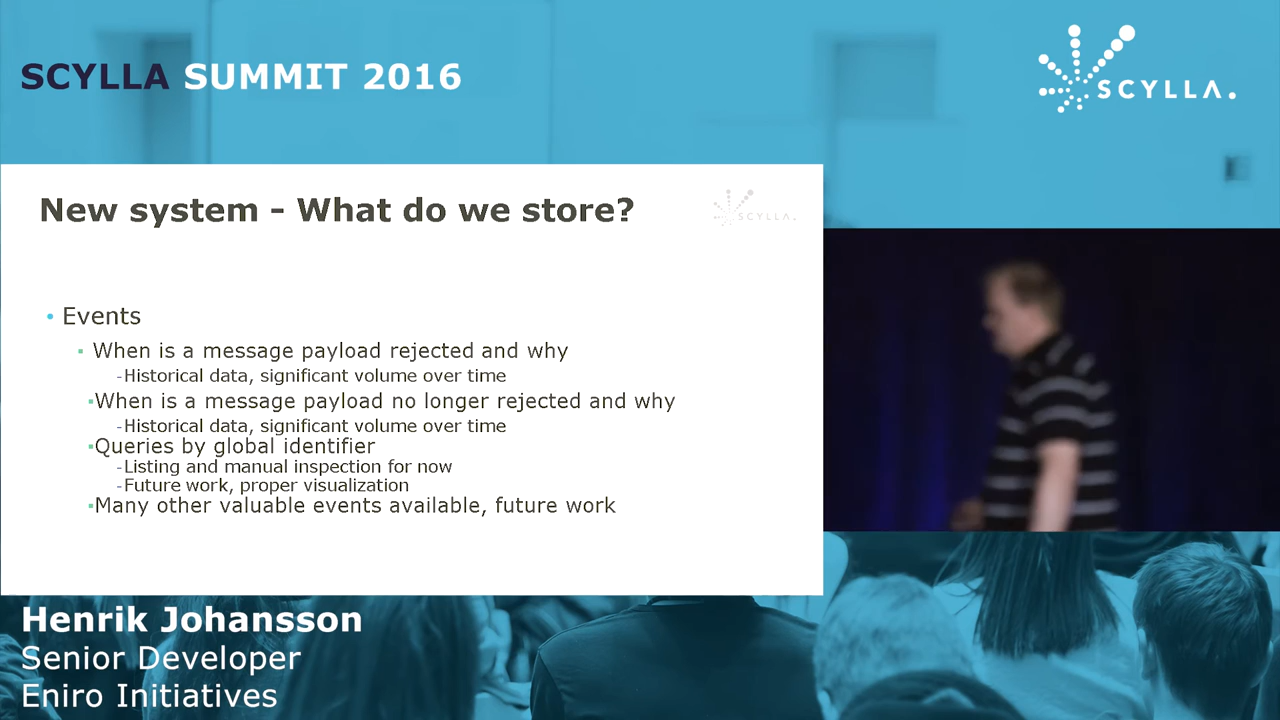 SCYLLA SUMMIT 2016
SCYLLA.
New system - What do we store?
SCYLLA.
• Events
▪ When is a message payload rejected and why
-Historical data, significant volume over time
▪When is a message payload no longer rejected and why
-Historical data, significant volume over time
▪Queries by global identifier
-Listing and manual inspection for now
-Future work, proper visualization
▪Many other valuable events available, future work
Henrik Johansson
Senior Developer
Eniro Initiatives